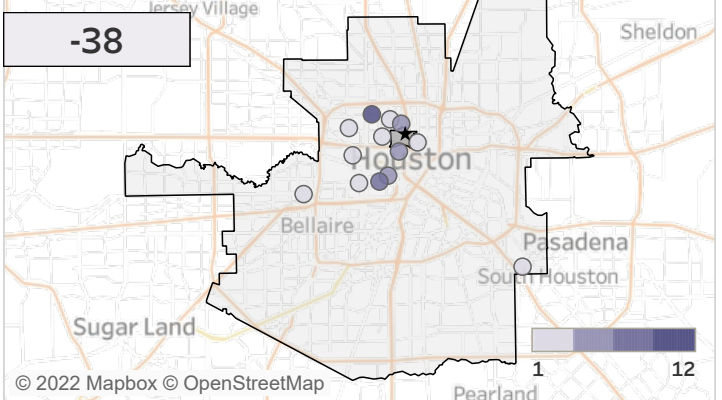 Jersey Village
-38
Sheldon
Houston
Bellaire
Pasadena
South Houston
Sugar Land
1
12
© 2022 Mapbox © OpenStreetMap
Pearland